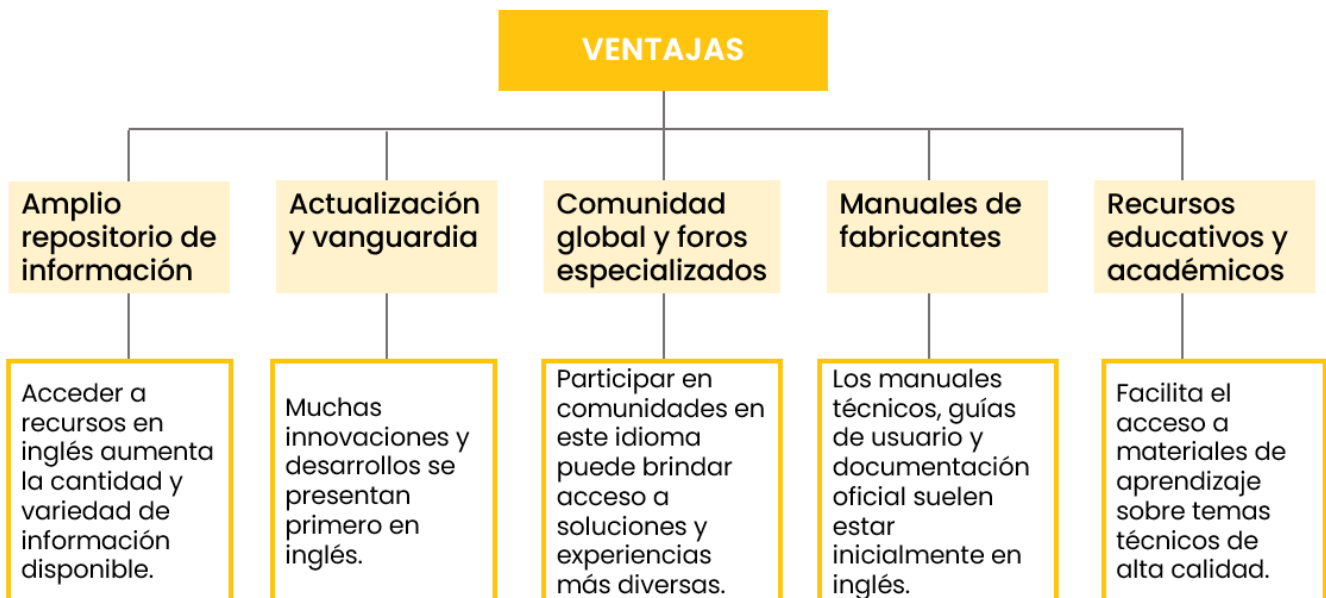 VENTAJAS
Amplio
repositorio de
información
Actualización
y vanguardia
Comunidad
global y foros
especializados
Manuales de
fabricantes
Recursos
educativos y
académicos
Acceder a
recursos en
inglés aumenta
la cantidad y
variedad de
información
disponible.
Muchas
innovaciones y
desarrollos se
presentan
primero en
inglés.
Participar en
comunidades en
este idioma
puede brindar
acceso a
soluciones y
experiencias
más diversas.
Los manuales
técnicos, guías
de usuario y
documentación
oficial suelen
estar
inicialmente en
inglés.
Facilita el
acceso a
materiales de
aprendizaje
sobre temas
técnicos de
alta calidad.